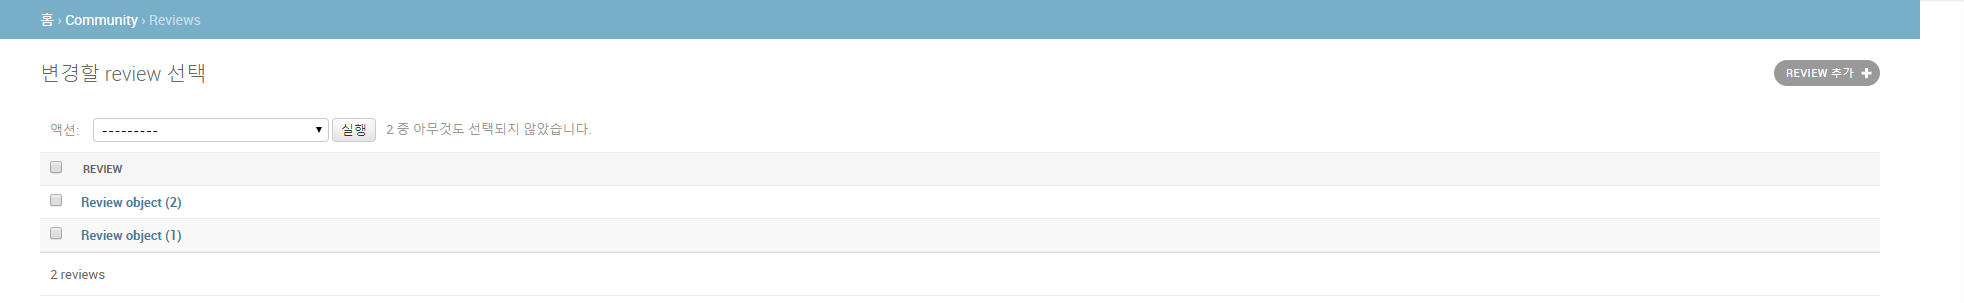 홈 › Community › Reviews
변경할 review 선택
REVIEW 추가
액션: --------- 실행 2 중 아무것도 선택되지 않았습니다.
REVIEW
Review object (2)
Review object (1)
2 reviews